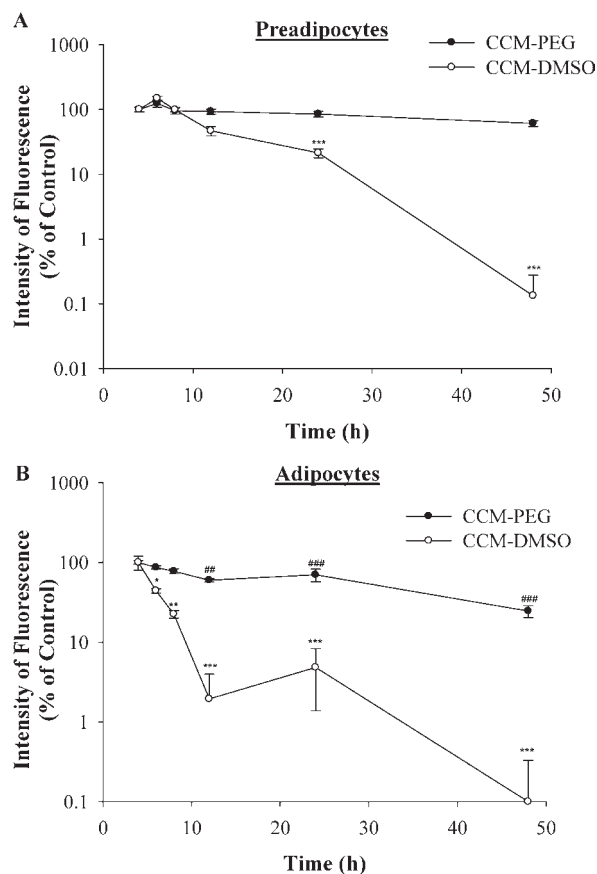 A
Preadipocytes
CCM-PEG
CCM-DMSO
1000
100
10
1
0.1
0.01
Intensity of Fluorescence
(% of Control)
***
***
0
10
20
30
40
50
Time (h)
B
Adipocytes
CCM-PEG
CCM-DMSO
1000
100
10
1
0.1
Intensity of Fluorescence
(% of Control)
*
**
##
***
###
***
###
***
0
10
20
30
40
50
Time (h)